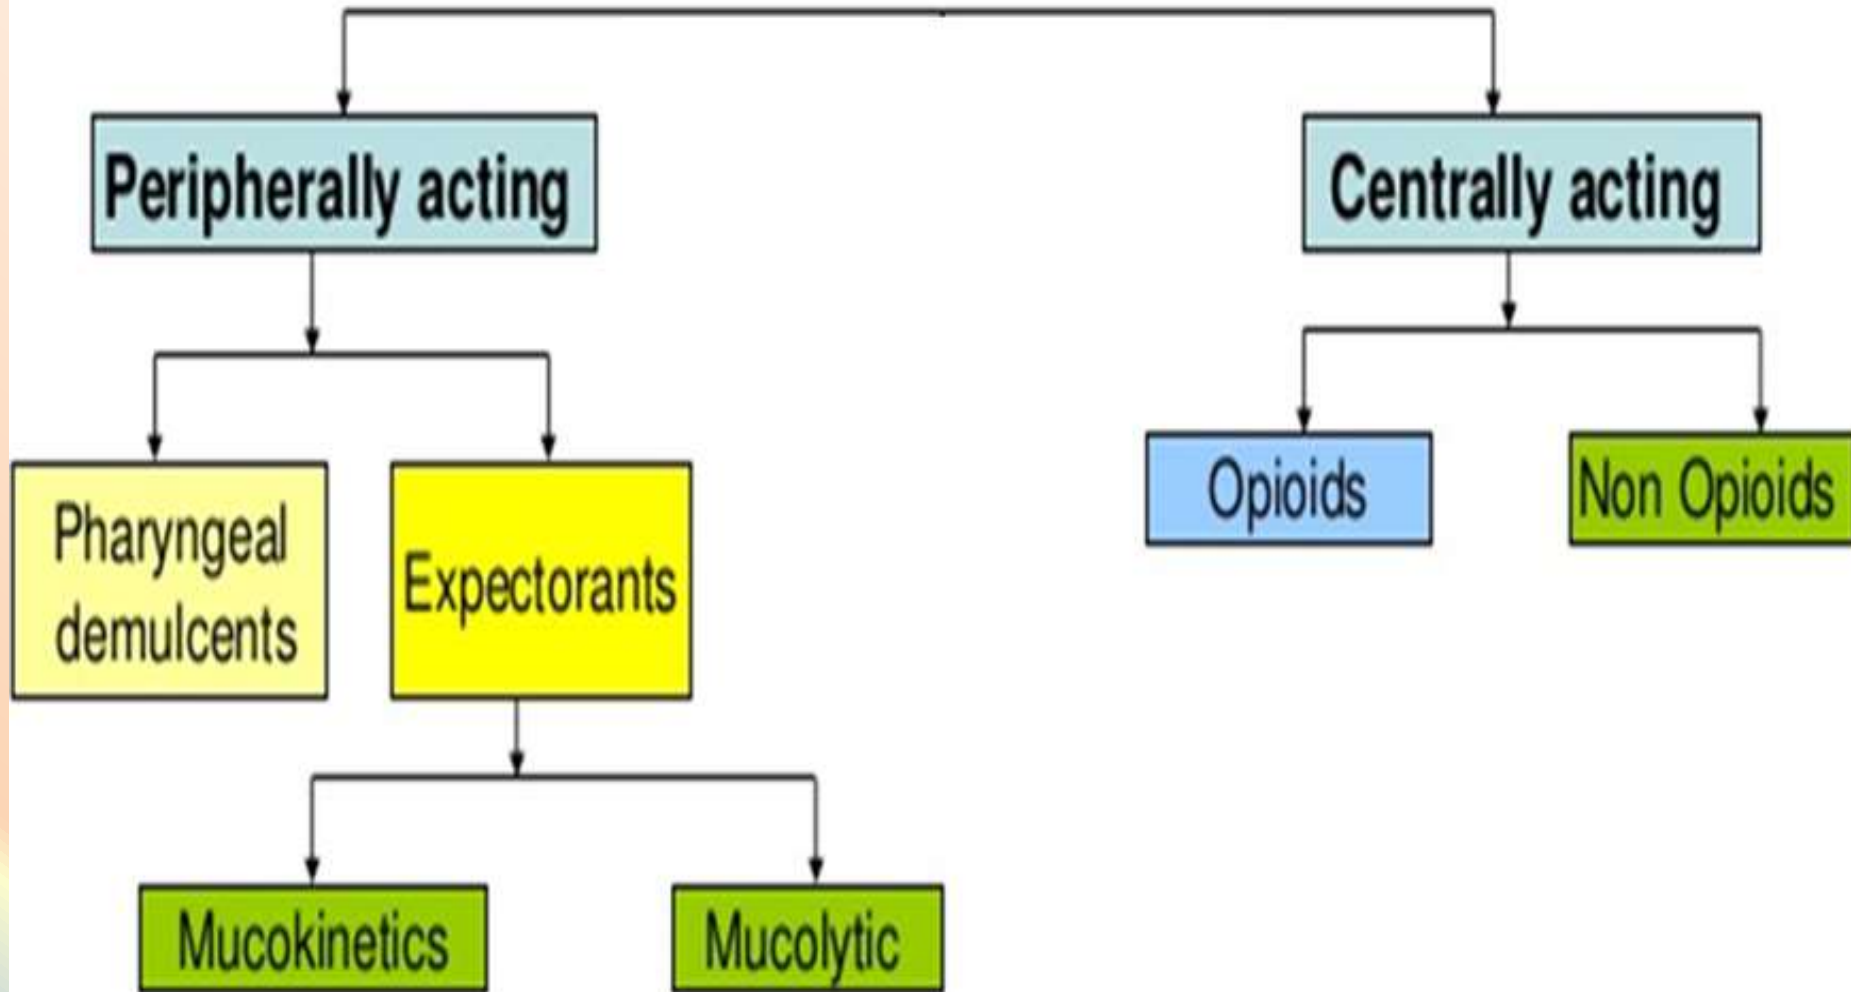 Peripherally acting
Centrally acting
Pharyngeal
demulcents
Expectorants
Opioids
Non Opioids
Mucokinetics
Mucolytic